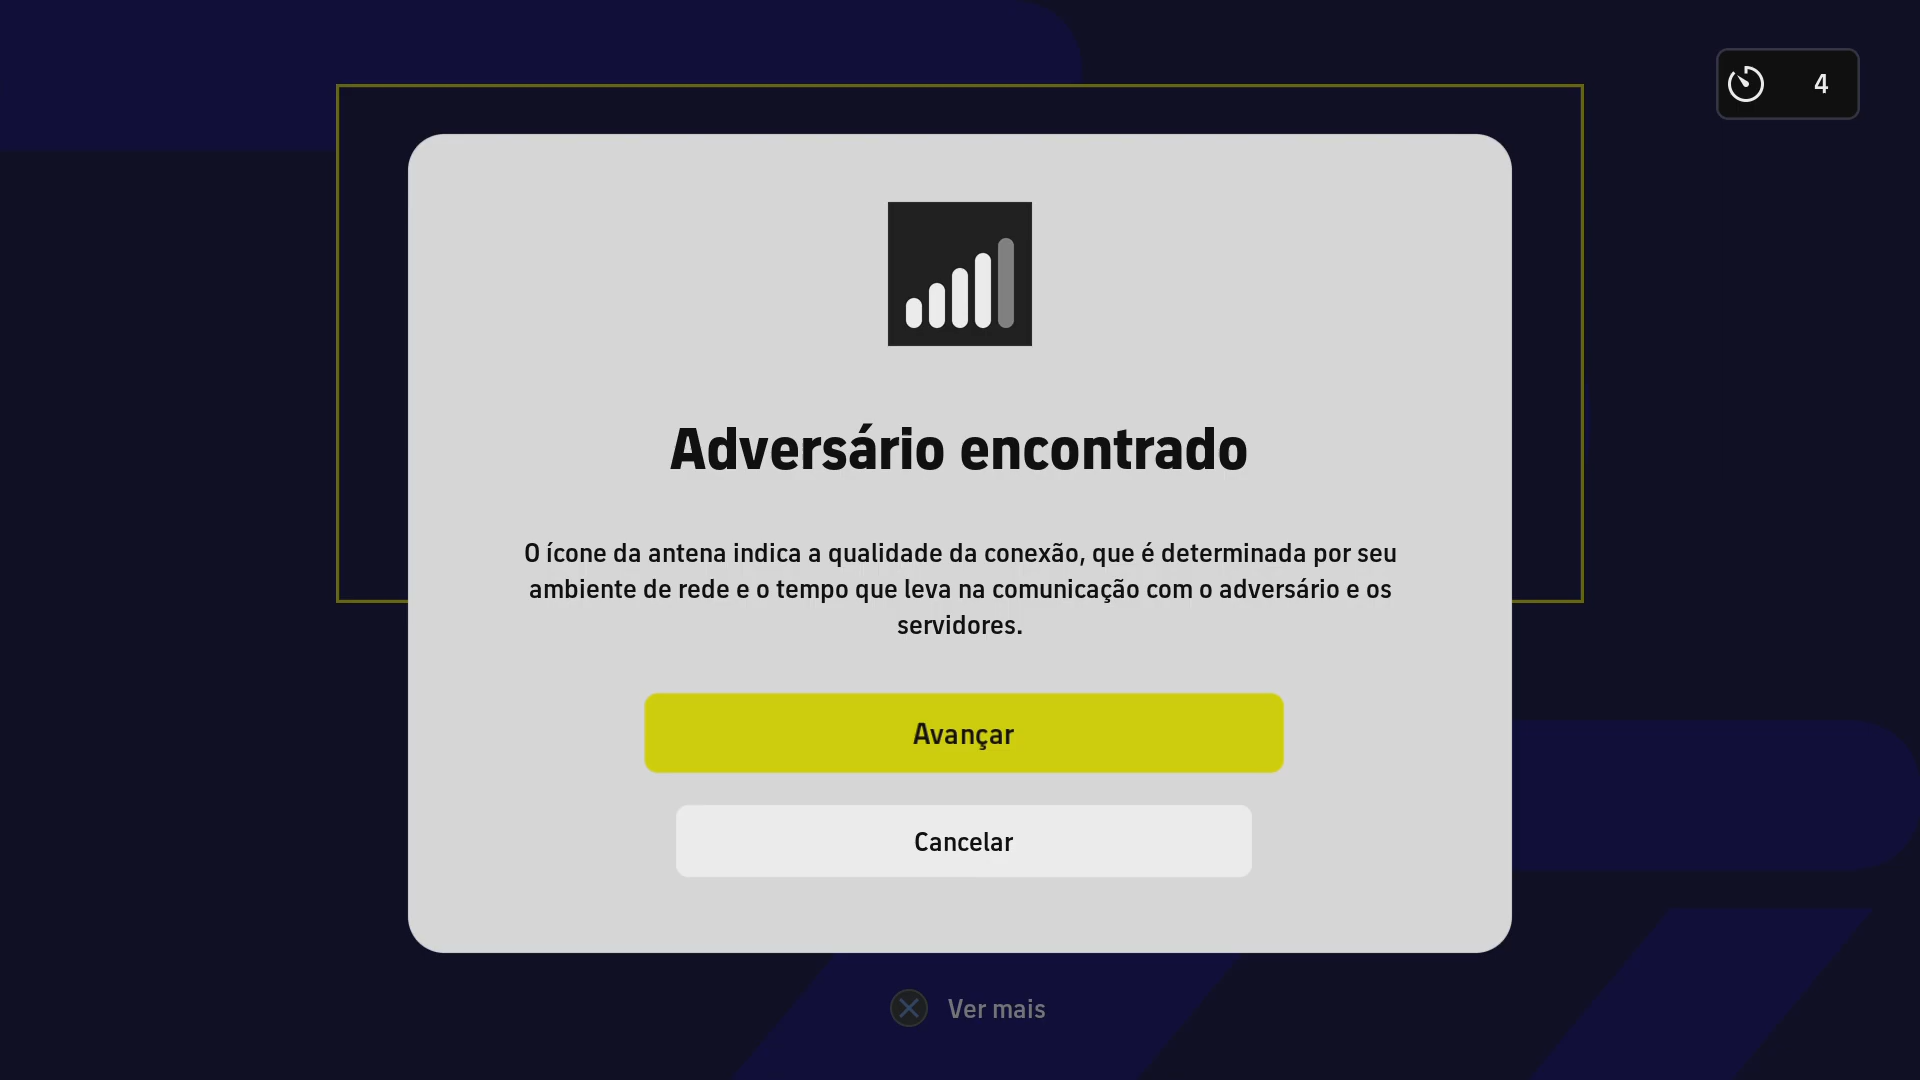 4
Adversário encontrado
O ícone da antena indica a qualidade da conexão, que é determinada por seu
ambiente de rede e o tempo que leva na comunicação com o adversário e os
servidores.
Avançar
Cancelar
Ver mais